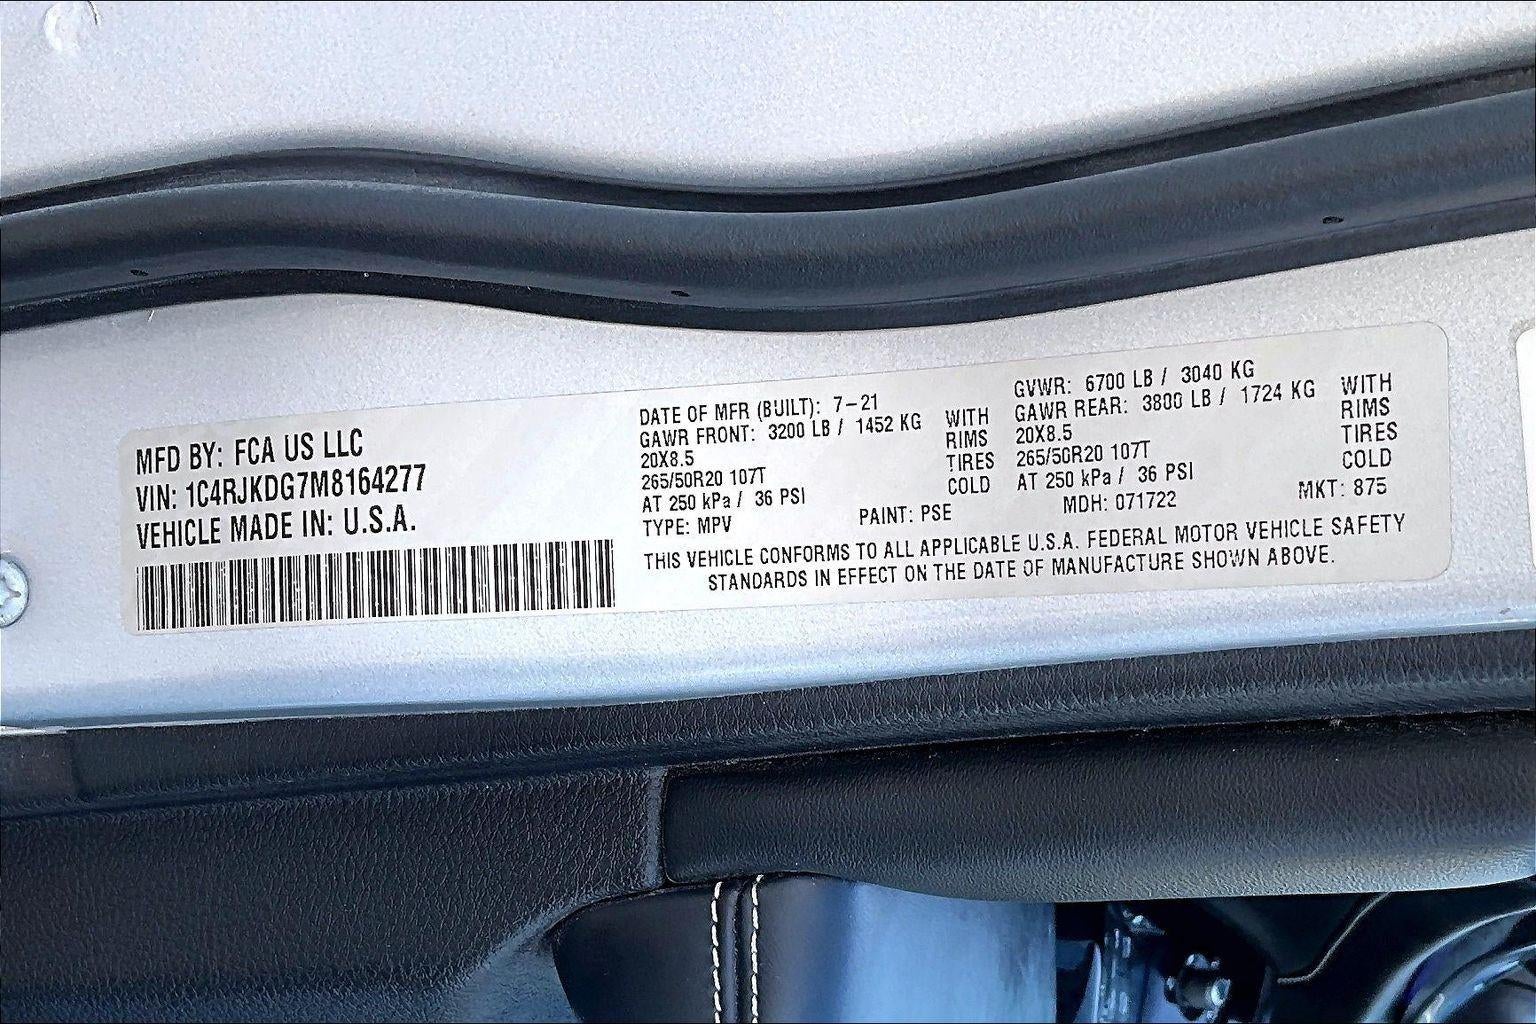 MFD BY: FCA US LLC
VIN: 1C4RJKDG7M8164277
VEHICLE MADE IN: U.S.A.
DATE OF MFR (BUILT): 7-21
GAWR FRONT: 3200 LB / 1452 KG WITH
20X8.5 RIMS
265/50R20 107T TIRES
AT 250 kPa / 36 PSI COLD
TYPE: MPV PAINT: PSE
GVWR: 6700 LB / 3040 KG
GAWR REAR: 3800 LB / 1724 KG WITH
20X8.5 RIMS
265/50R20 107T TIRES
AT 250 kPa / 36 PSI COLD
MDH: 071722 MKT: 875
THIS VEHICLE CONFORMS TO ALL APPLICABLE U.S.A. FEDERAL MOTOR VEHICLE SAFETY
STANDARDS IN EFFECT ON THE DATE OF MANUFACTURE SHOWN ABOVE.